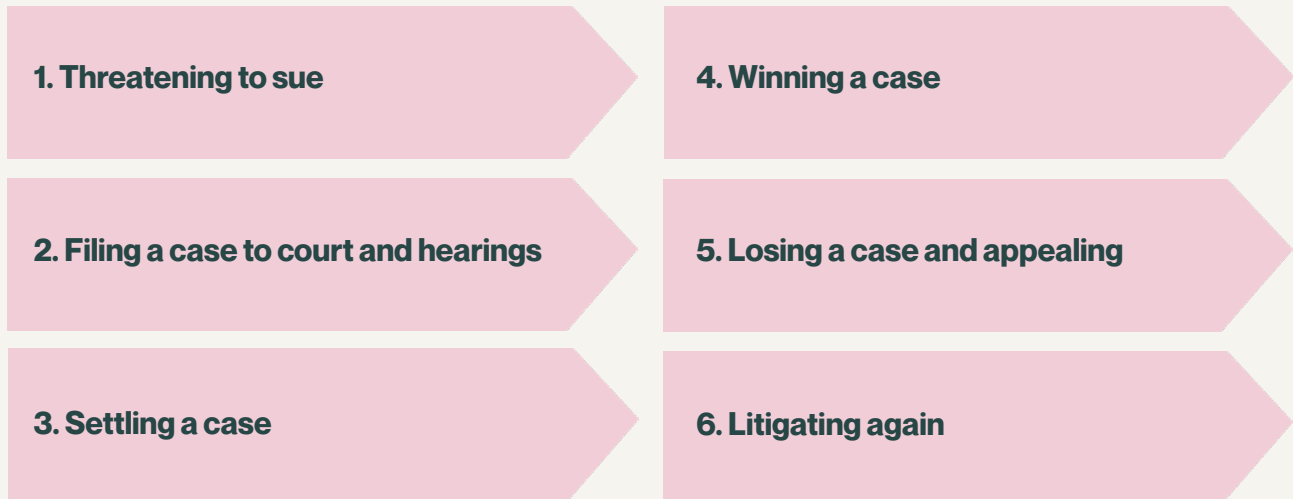 1. Threatening to sue
2. Filing a case to court and hearings
3. Settling a case
4. Winning a case
5. Losing a case and appealing
6. Litigating again